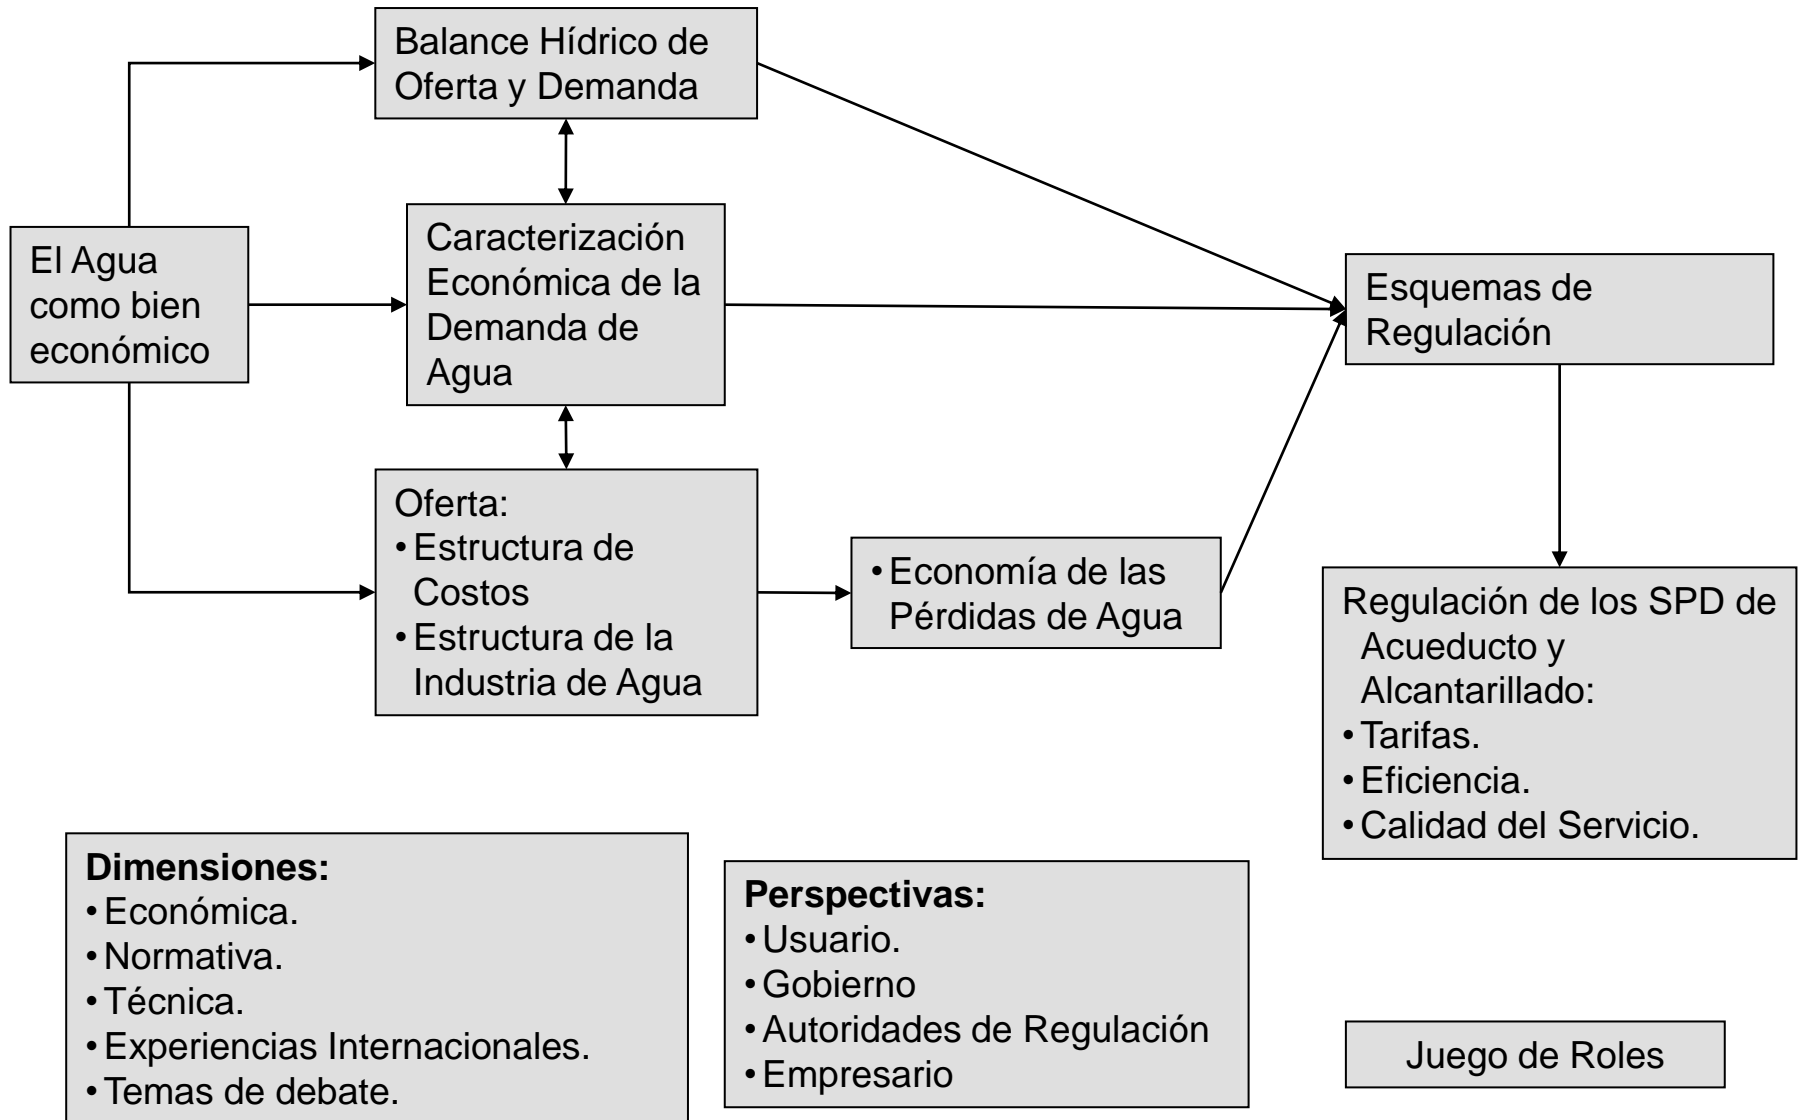 Balance Hídrico de
Oferta y Demanda
El Agua
como bien
económico
Caracterización
Económica de la
Demanda de
Agua
Esquemas de
Regulación
Oferta:
• Estructura de
Costos
• Estructura de la
Industria de Agua
• Economía de las
Pérdidas de Agua
Regulación de los SPD de
Acueducto y
Alcantarillado:
• Tarifas.
• Eficiencia.
• Calidad del Servicio.
Dimensiones:
• Económica.
• Normativa.
• Técnica.
• Experiencias Internacionales.
• Temas de debate.
Perspectivas:
• Usuario.
• Gobierno
• Autoridades de Regulación
• Empresario
Juego de Roles